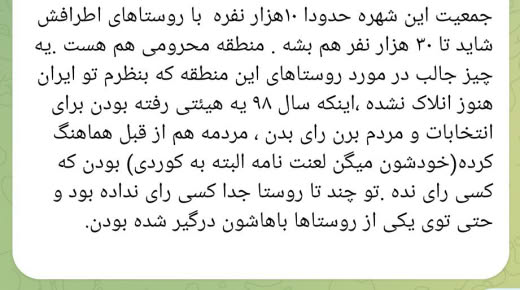 جمعیت این شهره حدودا ۱۰هزار نفره  با روستاهای اطرافش
شاید تا ۳۰ هزار نفر هم بشه . منطقه محرومی هم هست .یه
چیز جالب در مورد روستاهای این منطقه که بنظرم تو ایران
هنوز انلاک نشده ،اینکه سال ۹۸ یه هیئتی رفته بودن برای
انتخابات و مردم برن رای بدن ، مردمه هم از قبل هماهنگ
کرده(خودشون میگن لعنت نامه البته به کوردی) بودن که
کسی رای نده .تو چند تا روستا جدا کسی رای نداده بود و
حتی توی یکی از روستاها باهاشون درگیر شده بودن.